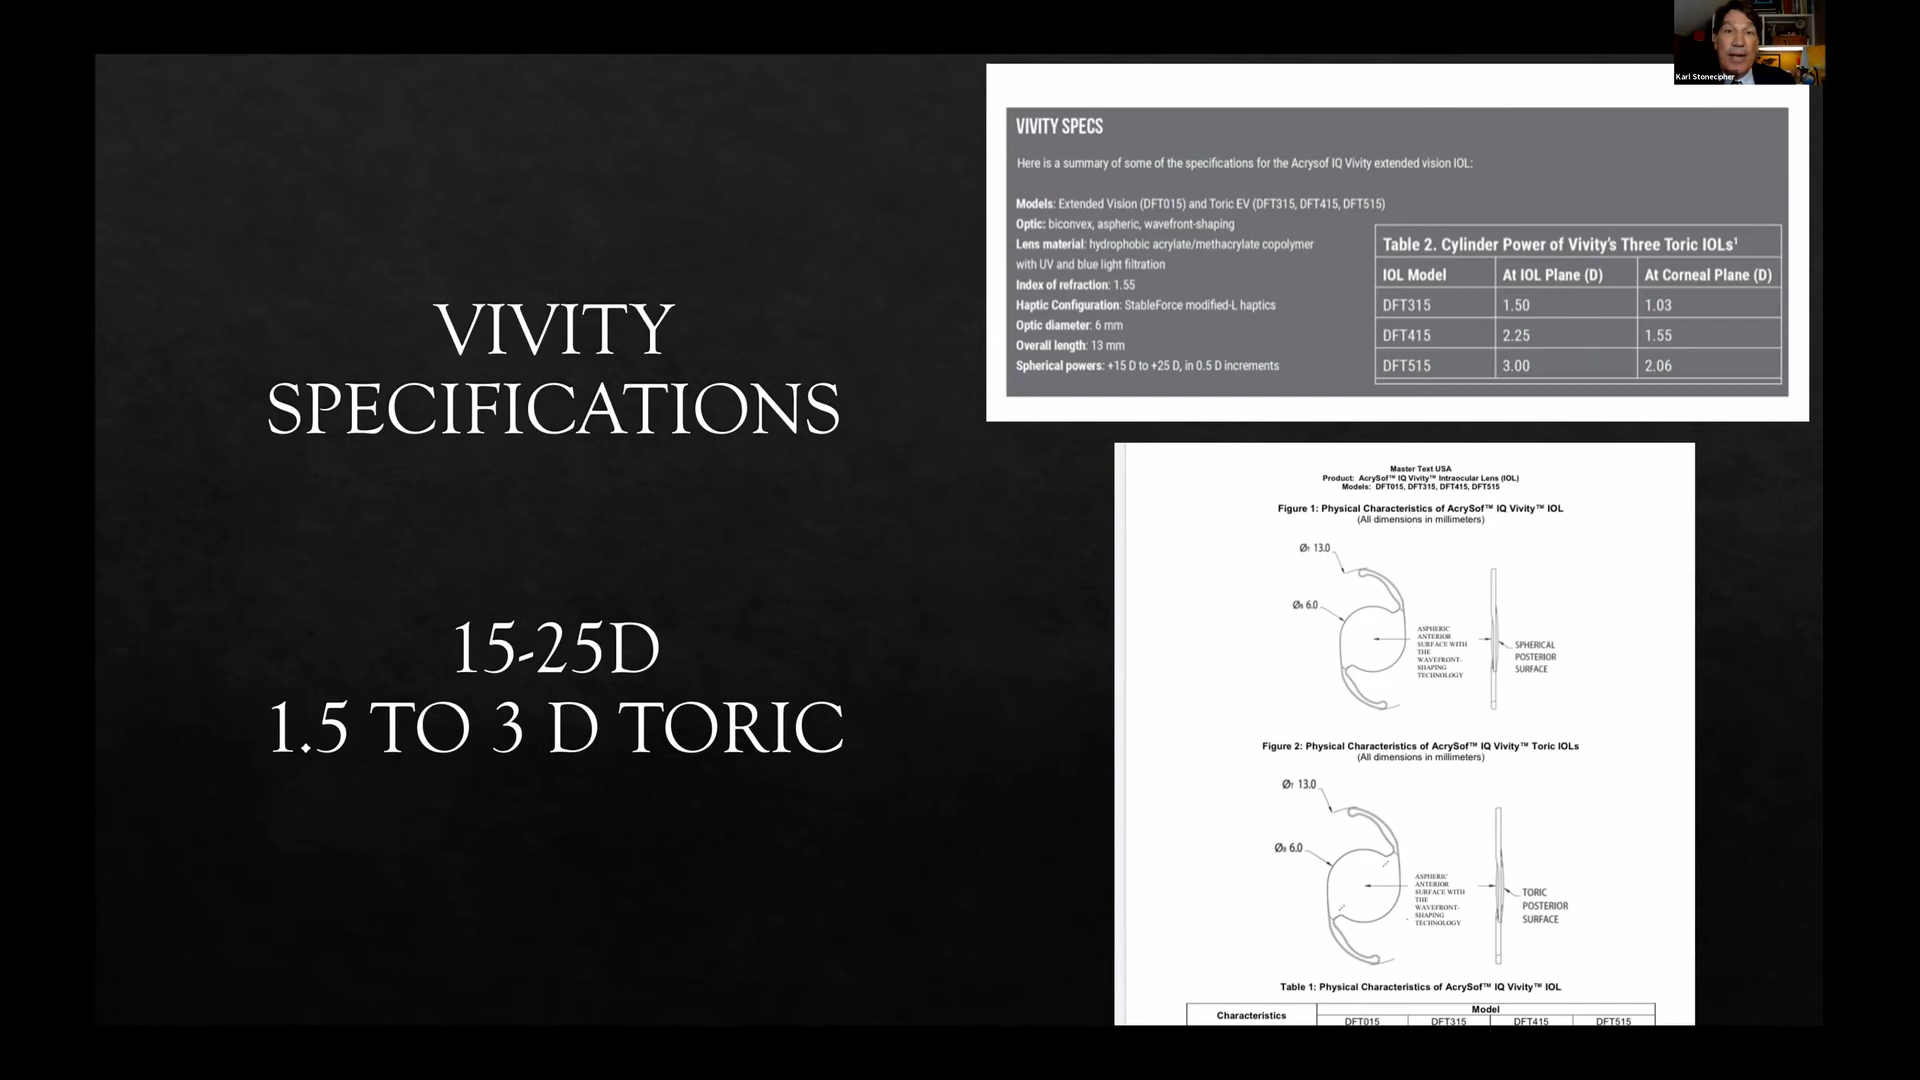 Karl Stonecipher
VIVITY
SPECIFICATIONS
15-25D
1.5 TO 3 D TORIC
VIVITY SPECS
Here is a summary of some of the specifications for the Acrysof IQ Vivity extended vision IOL:
Models: Extended Vision (DFT015) and Toric EV (DFT315, DFT415, DFT515)
Optic: biconvex, aspheric, wavefront-shaping
Lens material: hydrophobic acrylate/methacrylate copolymer
with UV and blue light filtration
Index of refraction: 1.55
Haptic Configuration: StableForce modified-L haptics
Optic diameter: 6 mm
Overall length: 13 mm
Spherical powers: +15 D to +25 D, in 0.5 D increments
Table 2. Cylinder Power of Vivity's Three Toric IOLs¹
IOL Model At IOL Plane (D) At Corneal Plane (D)
DFT315 1.50 1.03
DFT415 2.25 1.55
DFT515 3.00 2.06
Master Text USA
Product: AcrySof™ IQ Vivity™ Intraocular Lens (IOL)
Models: DFT015, DFT315, DFT415, DFT515
Figure 1: Physical Characteristics of AcrySof™ IQ Vivity™ IOL
(All dimensions in millimeters)
ØT 13.0
ØB 6.0
ASPHERIC
ANTERIOR
SURFACE WITH
THE
WAVEFRONT-
SHAPING
TECHNOLOGY
SPHERICAL
POSTERIOR
SURFACE
Figure 2: Physical Characteristics of AcrySof™ IQ Vivity™ Toric IOLs
(All dimensions in millimeters)
ØT 13.0
ØB 6.0
ASPHERIC
ANTERIOR
SURFACE WITH
THE
WAVEFRONT-
SHAPING
TECHNOLOGY
TORIC
POSTERIOR
SURFACE
Table 1: Physical Characteristics of AcrySof™ IQ Vivity™ IOL
Characteristics Model
DFT015 DFT315 DFT415 DFT515